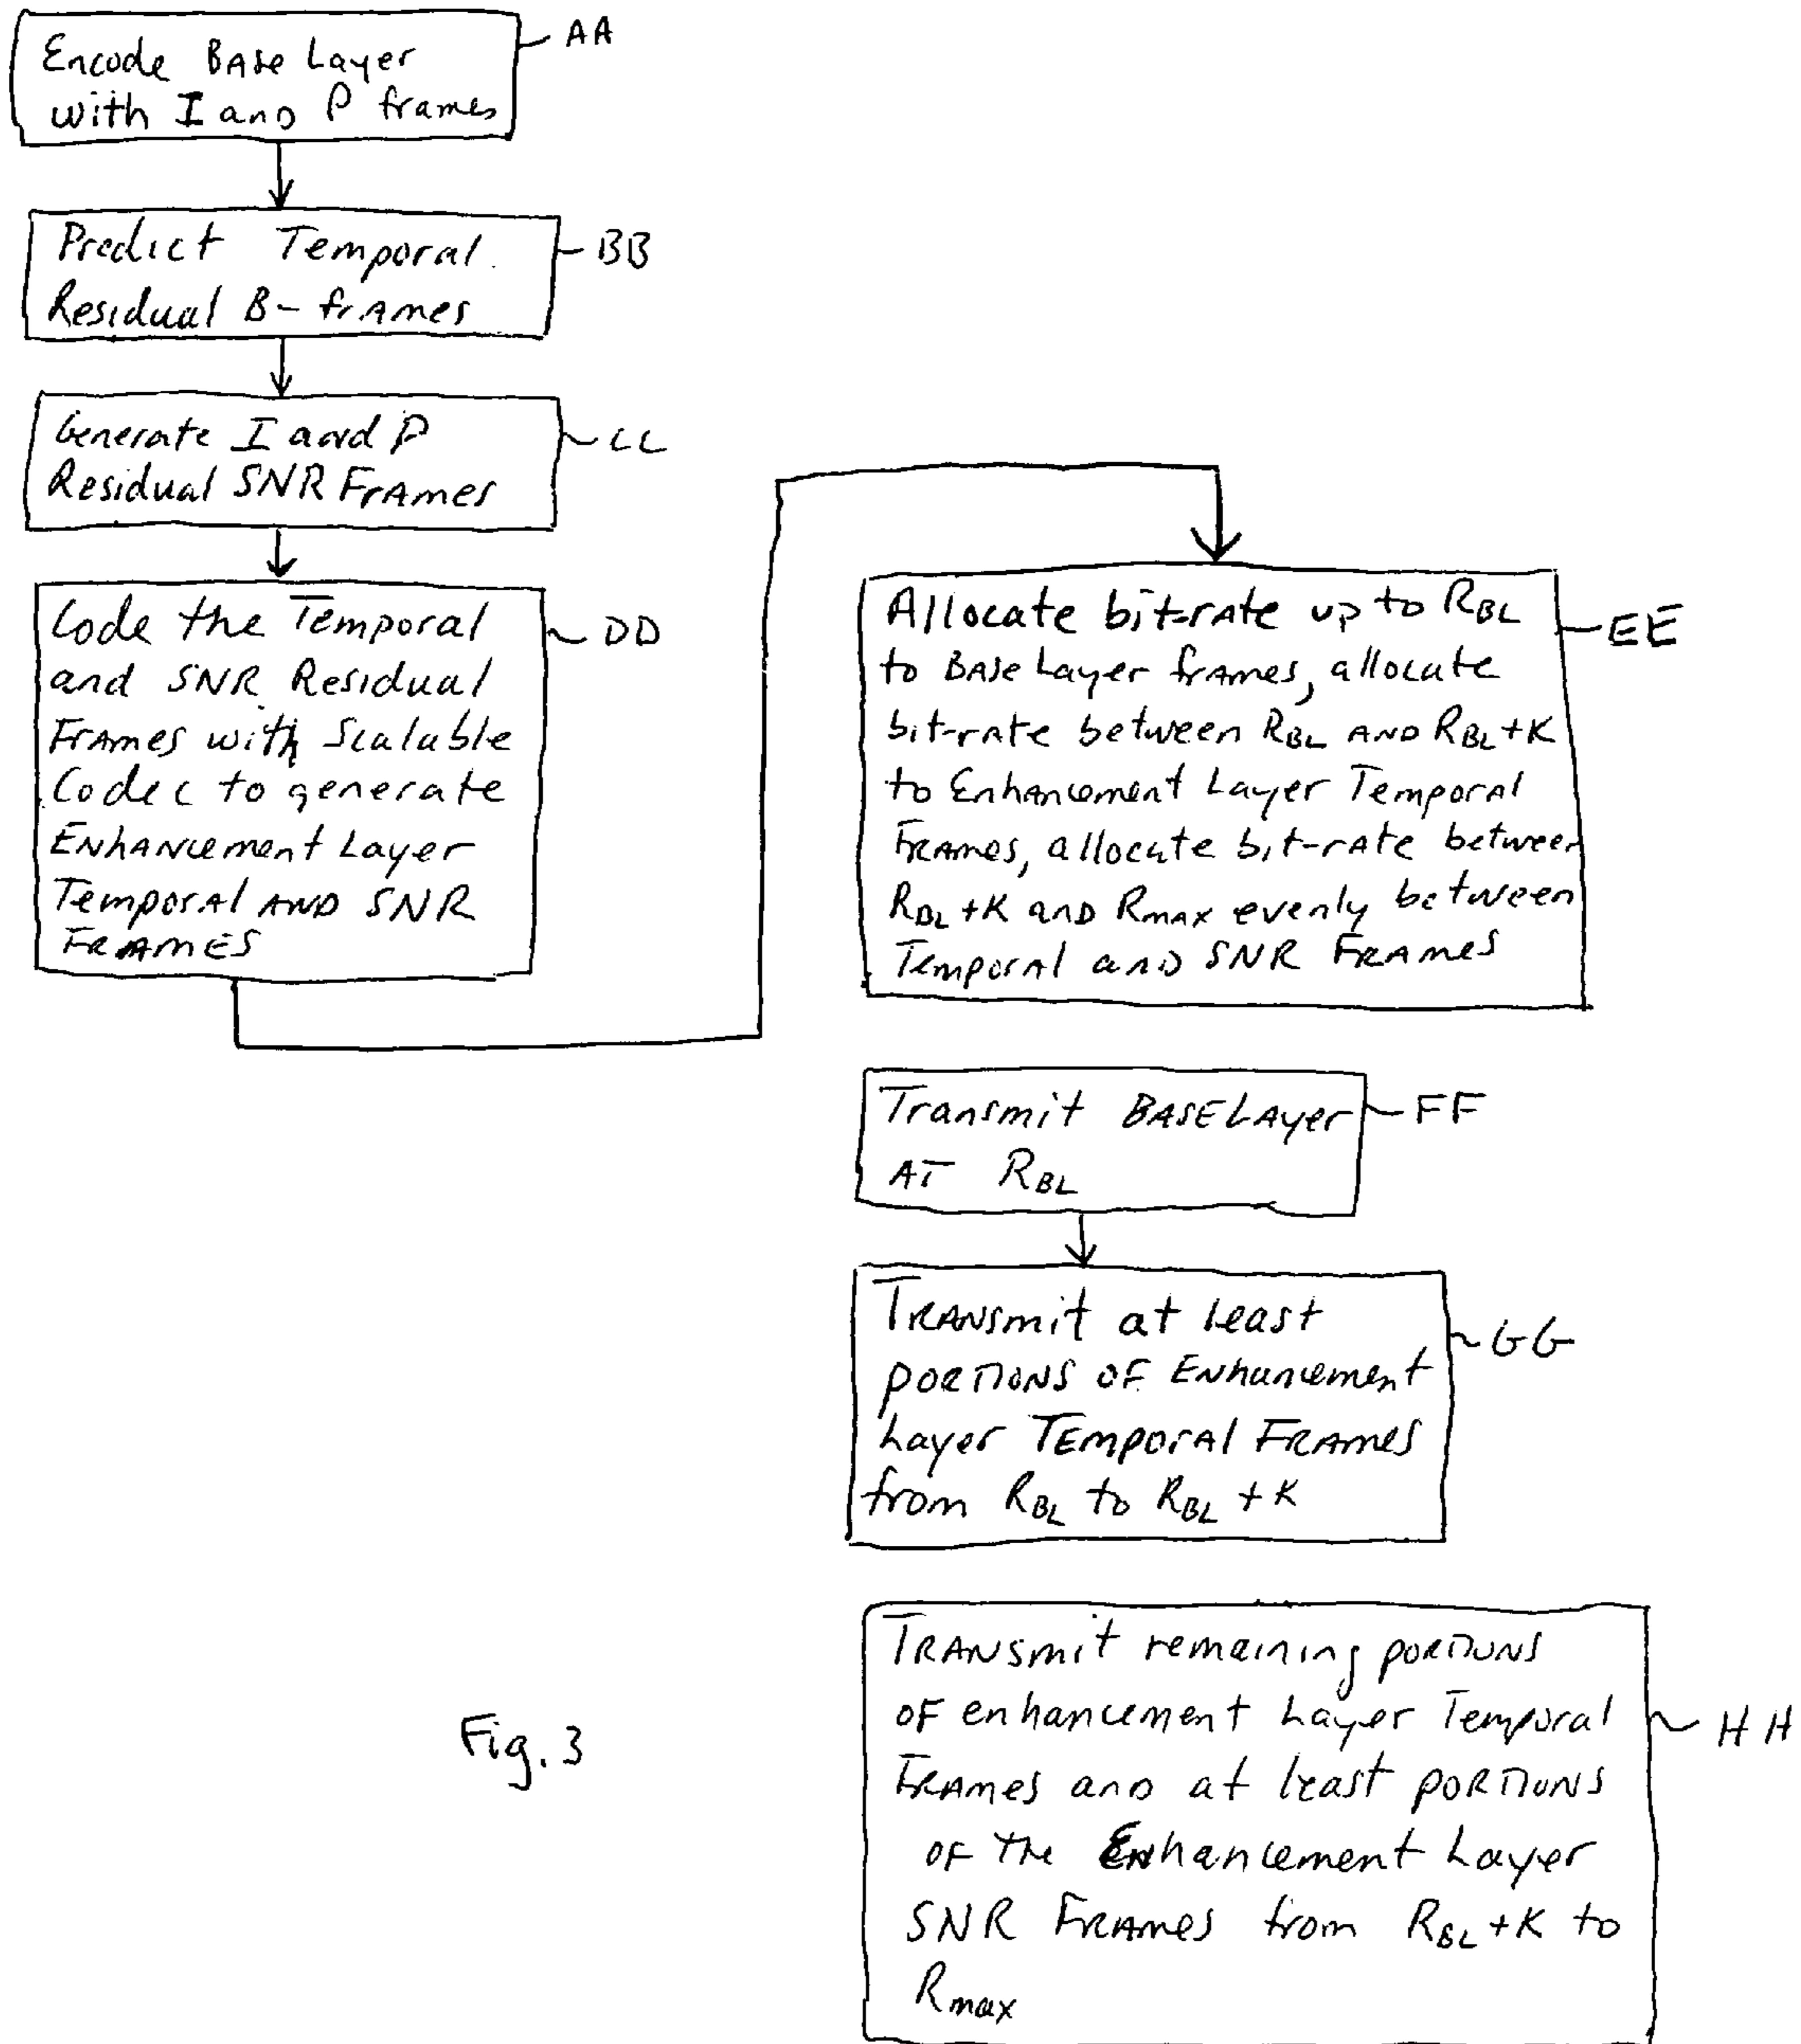 Encode Base Layer
with I and P frames
AA
Predict Temporal
Residual B-frames
BB
Generate I and P
Residual SNR Frames
CC
Code the Temporal
and SNR Residual
Frames with Scalable
Codec to generate
Enhancement Layer
Temporal AND SNR
FRAMES
DD
Allocate bit-rate up to RBL
to Base Layer frames, allocate
bit-rate between RBL AND RBL+K
to Enhancement Layer Temporal
Frames, allocate bit-rate between
RBL+K and Rmax evenly between
Temporal and SNR Frames
EE
Transmit BASE Layer
AT RBL
FF
Transmit at least
portions of Enhancement
Layer Temporal Frames
from RBL to RBL+K
GG
Transmit remaining portions
of enhancement Layer Temporal
Frames and at least portions
of the Enhancement Layer
SNR Frames from RBL+K to
Rmax
HH
Fig. 3